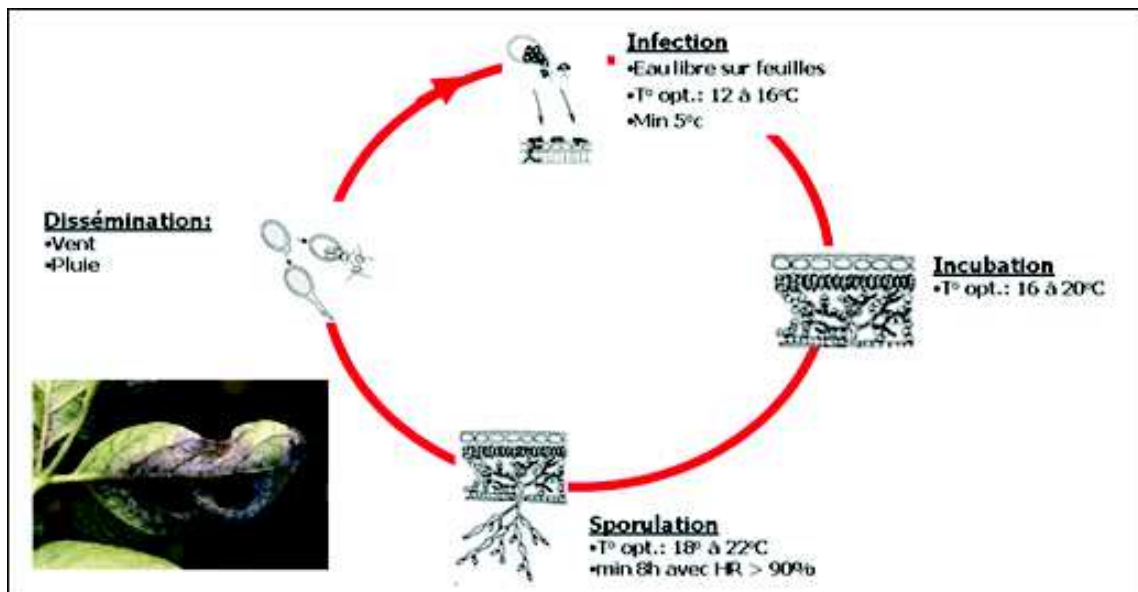 Infection
•Eau libre sur feuilles
•T° opt.: 12 à 16°C
•Min 5°c
Dissémination:
•Vent
•Pluie
Incubation
•T° opt.: 16 à 20°C
Sporulation
•T° opt.: 18° à 22°C
•min 8h avec HR > 90%